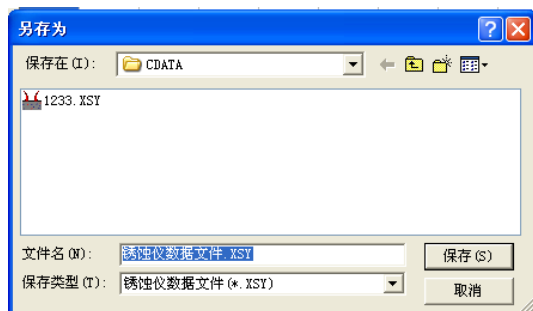 另存为
保存在(I):
CDATA
1233.XSY
文件名(N):
锈蚀仪数据文件.XSY
保存(S)
保存类型(T):
锈蚀仪数据文件(*.XSY)
取消